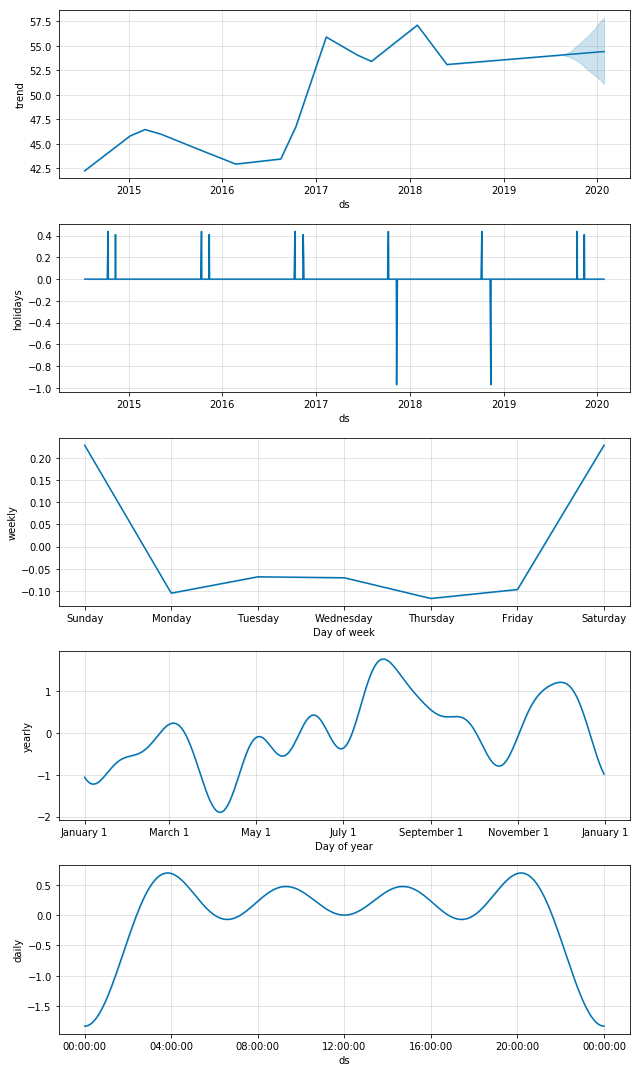 57.5
55.0
52.5
50.0
47.5
45.0
42.5
trend
2015 2016 2017 2018 2019 2020
ds
0.4
0.2
0.0
−0.2
−0.4
−0.6
−0.8
−1.0
holidays
2015 2016 2017 2018 2019 2020
ds
0.20
0.15
0.10
0.05
0.00
−0.05
−0.10
weekly
Sunday Monday Tuesday Wednesday Thursday Friday Saturday
Day of week
1
0
−1
−2
yearly
January 1 March 1 May 1 July 1 September 1 November 1 January 1
Day of year
0.5
0.0
−0.5
−1.0
−1.5
daily
00:00:00 04:00:00 08:00:00 12:00:00 16:00:00 20:00:00 00:00:00
ds